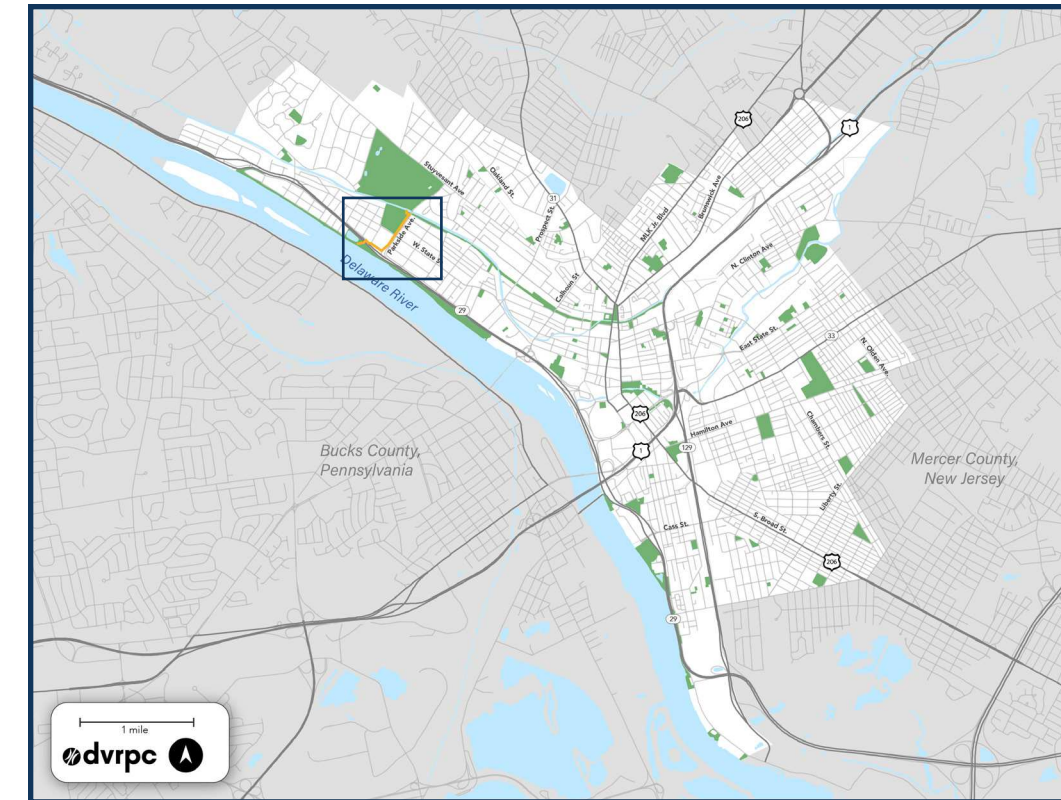 206
1
Stuyvesant Ave
Oakland St.
31
Prospect St.
MLK Jr. Blvd
Brunswick Ave
Parkside Ave.
W. State S
N. Clinton Ave
Calhoun St
Delaware River
29
East State St.
33
N. Olden Ave.
206
Hamilton Ave
Chambers St.
1
129
Bucks County,
Pennsylvania
Mercer County,
New Jersey
Liberty St.
Cass St.
S. Broad St.
206
29
1 mile
dvrpc